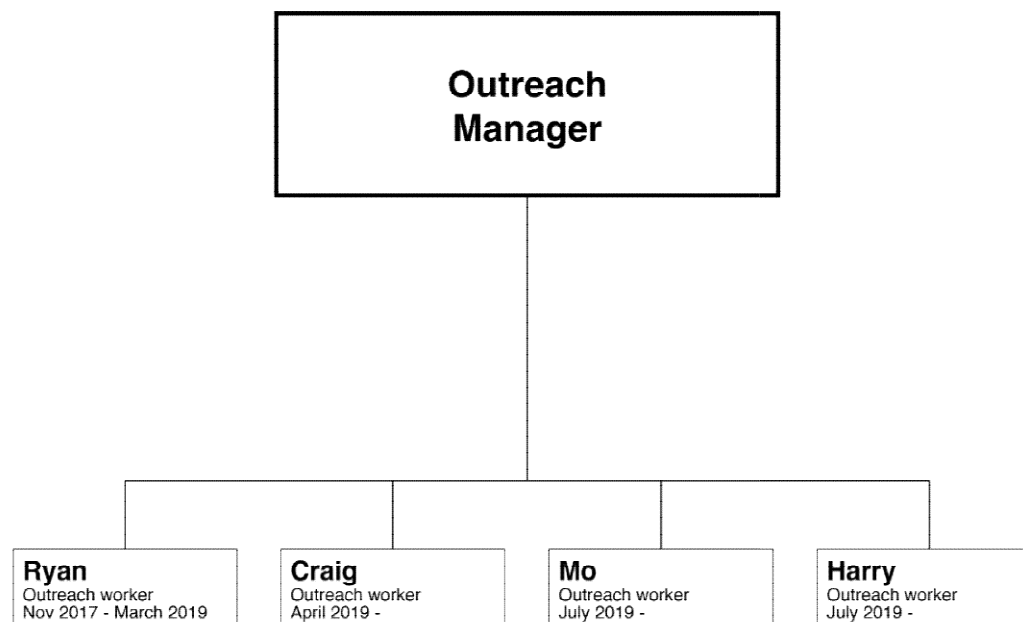 Outreach
Manager
Ryan
Outreach worker
Nov 2017 - March 2019
Craig
Outreach worker
April 2019 -
Mo
Outreach worker
July 2019 -
Harry
Outreach worker
July 2019 -